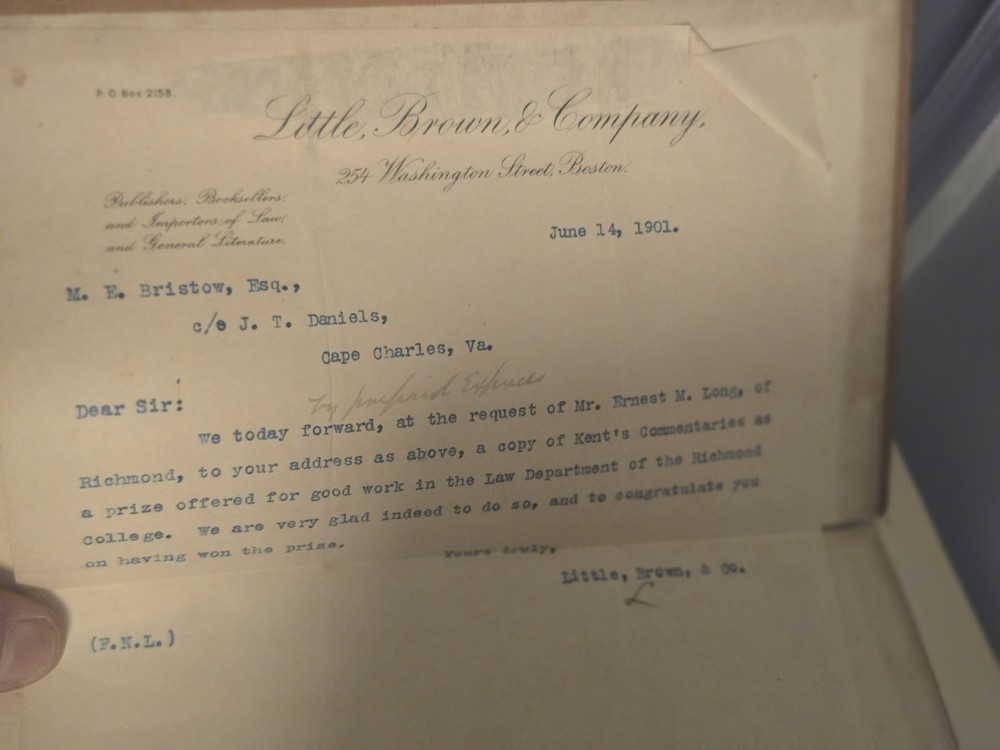 P. O. Box 2158.
Little, Brown, & Company,
254 Washington Street, Boston.
Publishers, Booksellers,
and Importers of Law,
and General Literature.
June 14, 1901.
M. E. Bristow, Esq.,
c/o J. T. Daniels,
Cape Charles, Va.
Dear Sir:
by prepaid Express
We today forward, at the request of Mr. Ernest M. Long, of
Richmond, to your address as above, a copy of Kent's Commentaries as
a prize offered for good work in the Law Department of the Richmond
College. We are very glad indeed to do so, and to congratulate you
on having won the prize.
Yours truly,
Little, Brown, & Co.
L
(F.N.L.)